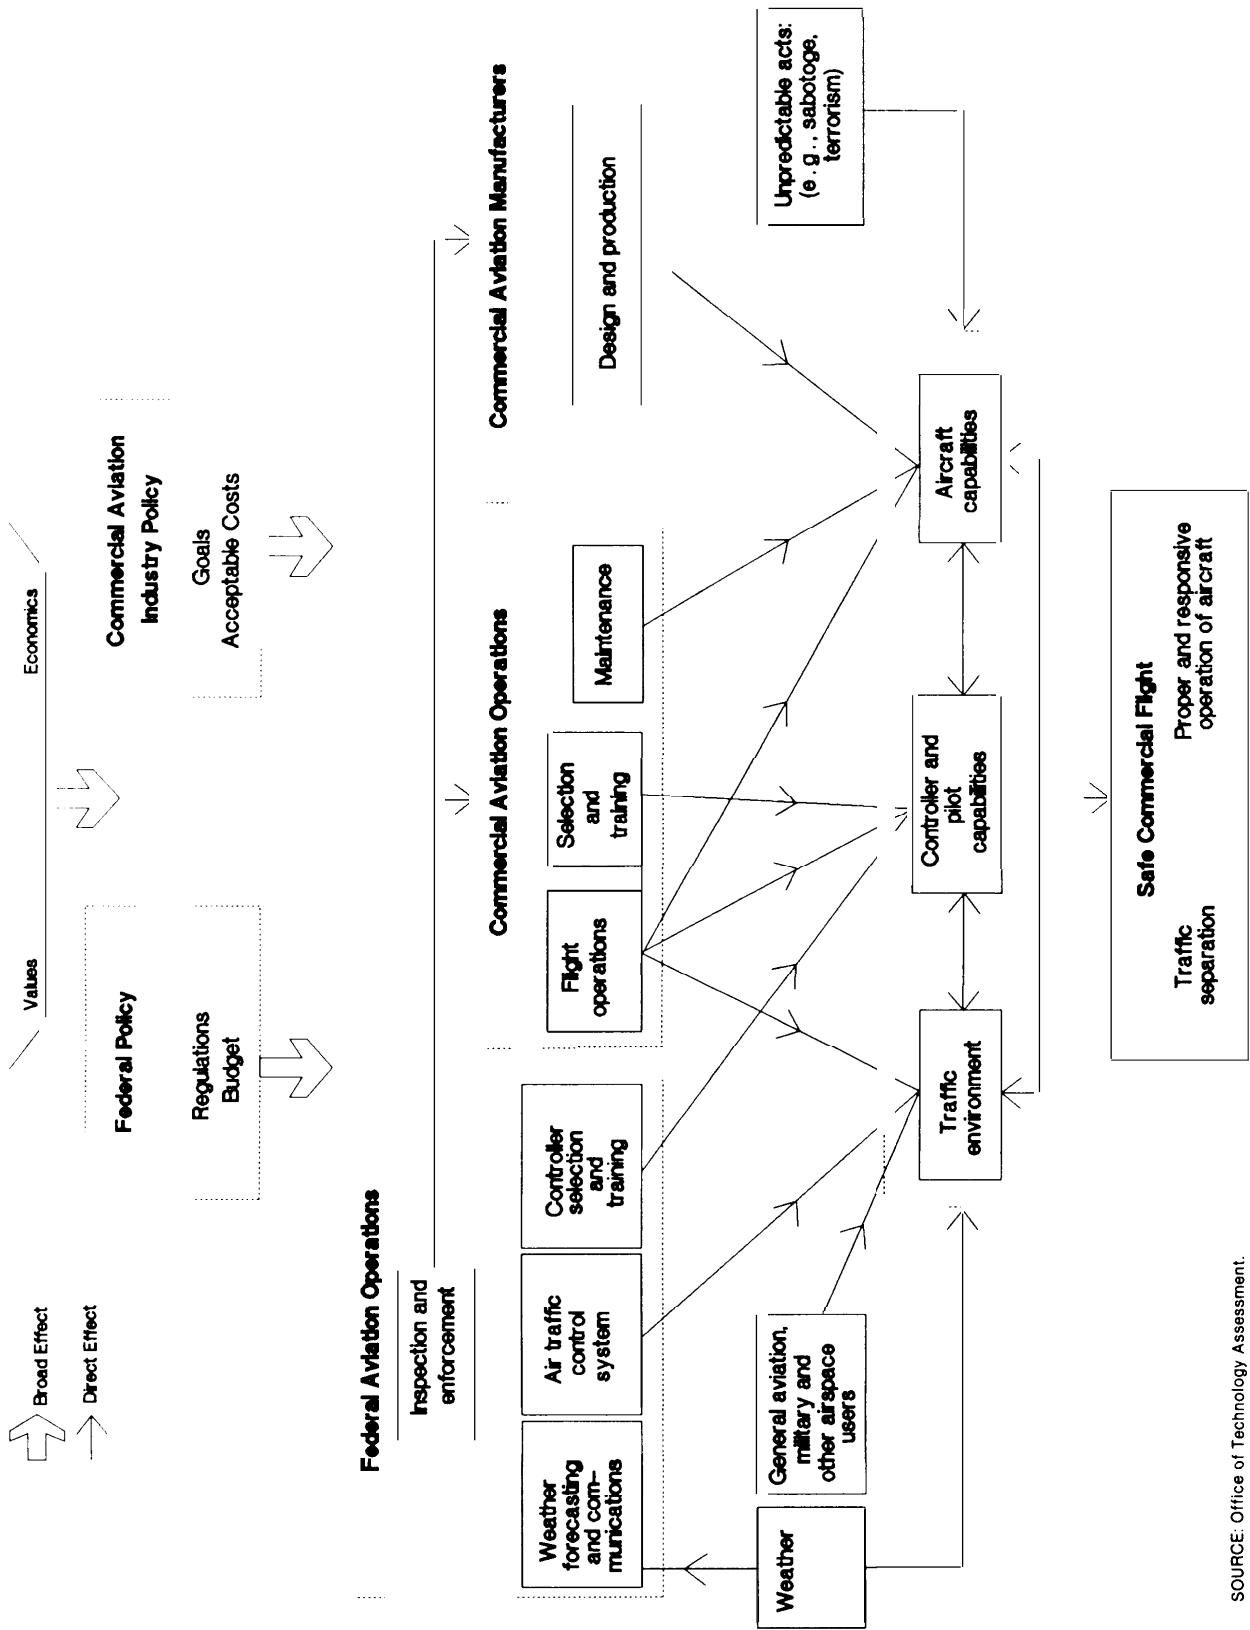 Broad Effect
Direct Effect
Values
Economics
Federal Policy
Regulations
Budget
Commercial Aviation
Industry Policy
Goals
Acceptable Costs
Federal Aviation Operations
Inspection and
enforcement
Commercial Aviation Operations
Commercial Aviation Manufacturers
Weather
forecasting
and com-
munications
Air traffic
control
system
Controller
selection
and
training
Flight
operations
Selection
and
training
Maintenance
Design and production
Weather
General aviation,
military and
other airspace
users
Unpredictable acts:
(e.g., sabotoge,
terrorism)
Traffic
environment
Controller and
pilot
capabilities
Aircraft
capabilities
Safe Commercial Flight
Traffic
separation
Proper and responsive
operation of aircraft
SOURCE: Office of Technology Assessment.